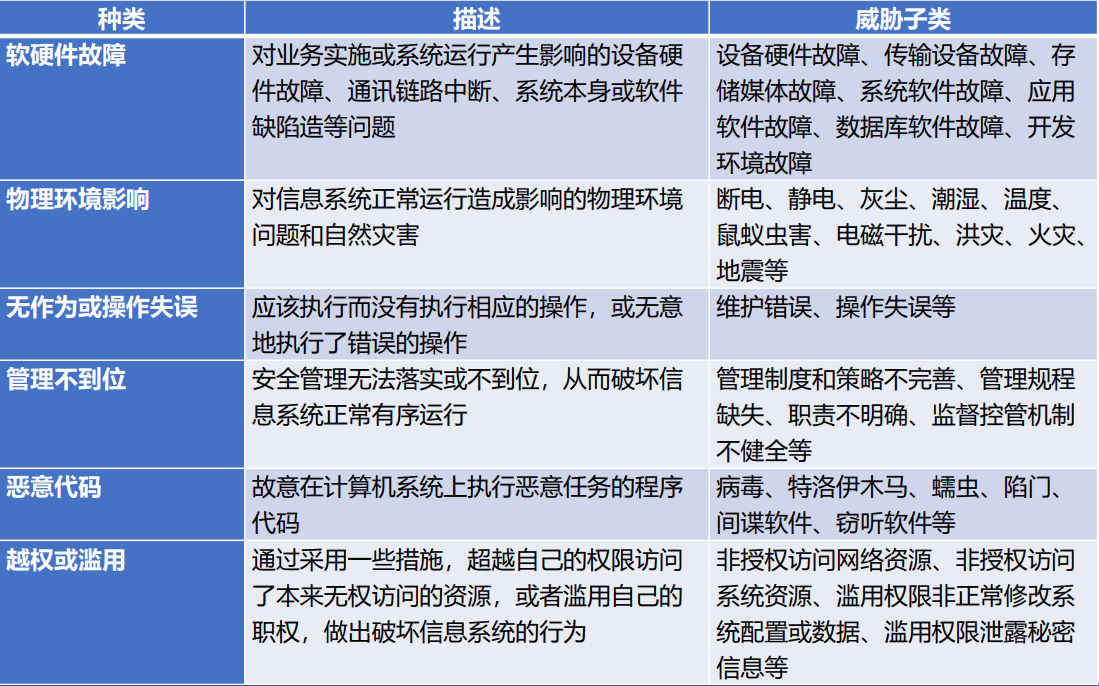 种类 描述 威胁子类
软硬件故障
对业务实施或系统运行产生影响的设备硬
件故障、通讯链路中断、系统本身或软件
缺陷造等问题
设备硬件故障、传输设备故障、存
储媒体故障、系统软件故障、应用
软件故障、数据库软件故障、开发
环境故障
物理环境影响
对信息系统正常运行造成影响的物理环境
问题和自然灾害
断电、静电、灰尘、潮湿、温度、
鼠蚁虫害、电磁干扰、洪灾、火灾、
地震等
无作为或操作失误
应该执行而没有执行相应的操作，或无意
地执行了错误的操作
维护错误、操作失误等
管理不到位
安全管理无法落实或不到位，从而破坏信
息系统正常有序运行
管理制度和策略不完善、管理规程
缺失、职责不明确、监督控管机制
不健全等
恶意代码
故意在计算机系统上执行恶意任务的程序
代码
病毒、特洛伊木马、蠕虫、陷门、
间谍软件、窃听软件等
越权或滥用
通过采用一些措施，超越自己的权限访问
了本来无权访问的资源，或者滥用自己的
职权，做出破坏信息系统的行为
非授权访问网络资源、非授权访问
系统资源、滥用权限非正常修改系
统配置或数据、滥用权限泄露秘密
信息等